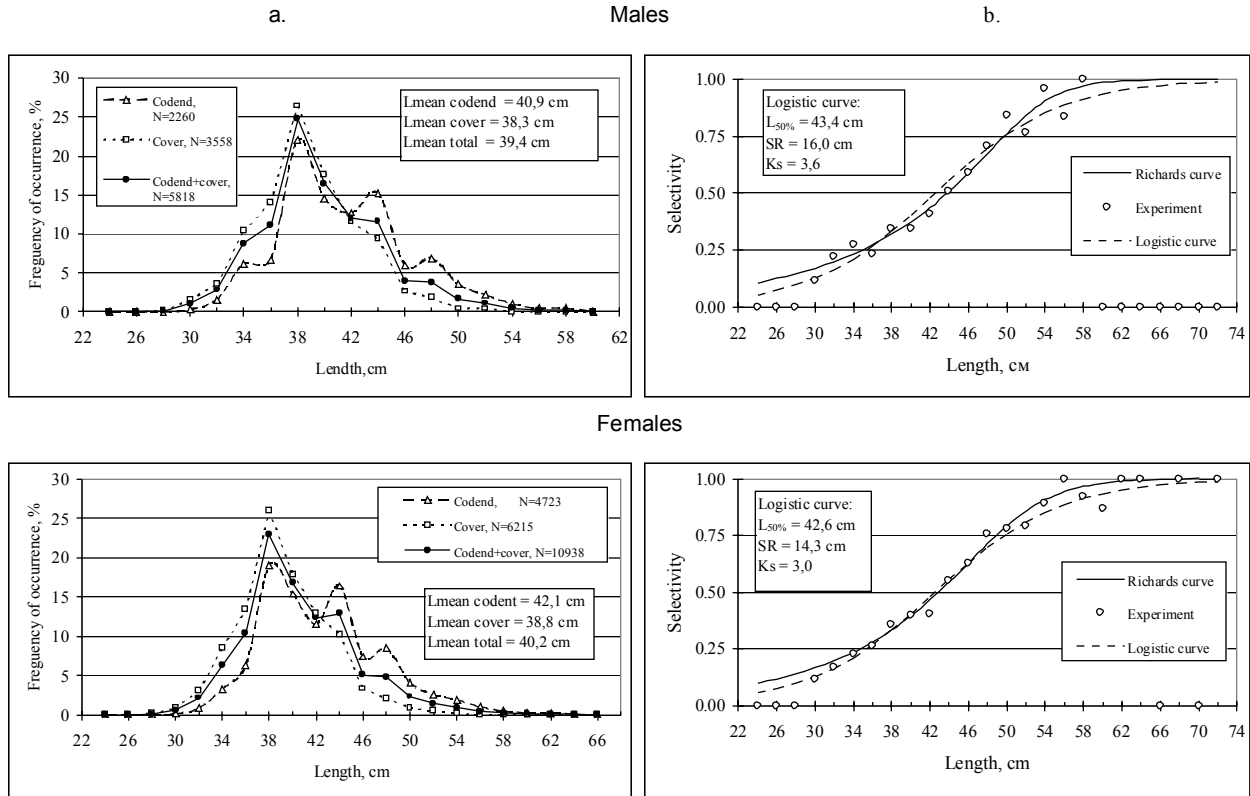 a.
Males
b.
30
25
20
15
10
5
0
Freguency of occurrence, %
Codend,
N=2260
Cover, N=3558
Codend+cover,
N=5818
Lmean codend = 40,9 cm
Lmean cover = 38,3 cm
Lmean total = 39,4 cm
22 26 30 34 38 42 46 50 54 58 62
Lendth,cm
1.00
0.75
0.50
0.25
0.00
Selectivity
Logistic curve:
L50% = 43,4 cm
SR = 16,0 cm
Ks = 3,6
Richards curve
Experiment
Logistic curve
22 26 30 34 38 42 46 50 54 58 62 66 70 74
Length, см
Females
30
25
20
15
10
5
0
Freguency of occurrence, %
Codend, N=4723
Cover, N=6215
Codend+cover, N=10938
Lmean codent = 42,1 cm
Lmean cover = 38,8 cm
Lmean total = 40,2 cm
22 26 30 34 38 42 46 50 54 58 62 66
Length, cm
1.00
0.75
0.50
0.25
0.00
Selectivity
Logistic curve:
L50% = 42,6 cm
SR = 14,3 cm
Ks = 3,0
Richards curve
Experiment
Logistic curve
22 26 30 34 38 42 46 50 54 58 62 66 70 74
Length, cm